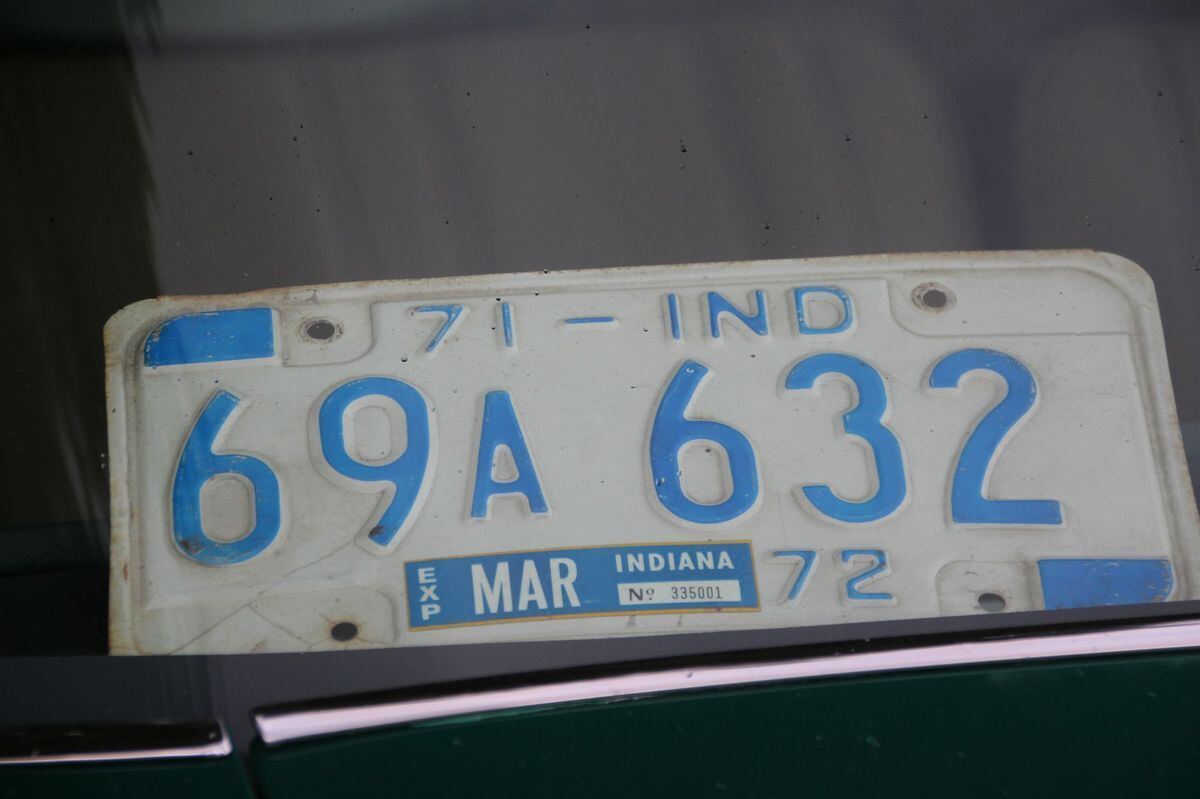 71 - IND
69A 632
EXP MAR INDIANA 72
Nº 335001